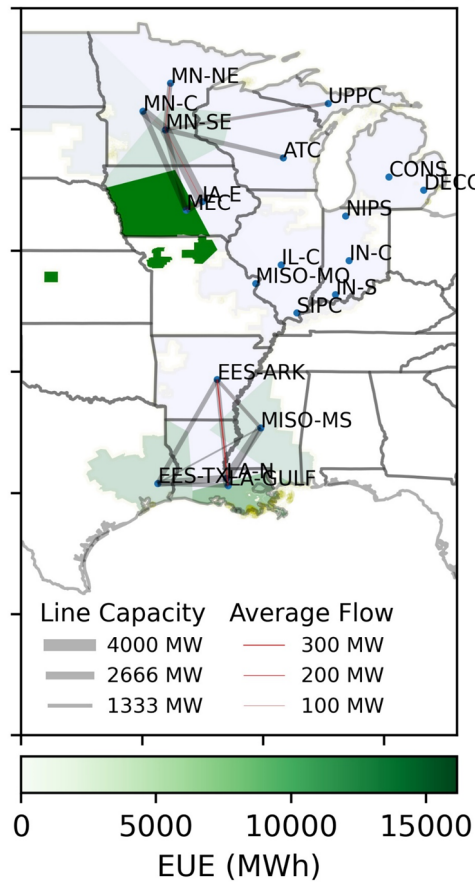 MN-NE
MN-C
UPPC
MN-SE
ATC
CONS
DECO
IA-E
MEC
NIPS
IL-C
IN-C
MISO-MO
IN-S
SIPC
EES-ARK
MISO-MS
LA-N
EES-TX
LA-GULF
Line Capacity
Average Flow
4000 MW
300 MW
2666 MW
200 MW
1333 MW
100 MW
0
5000
10000
15000
EUE (MWh)